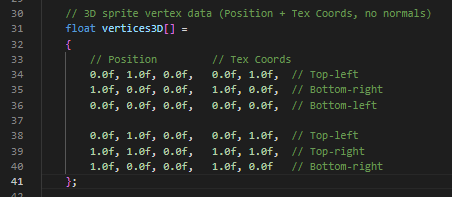 30 // 3D sprite vertex data (Position + Tex Coords, no normals)
31 float vertices3D[] =
32 {
33 // Position // Tex Coords
34 0.0f, 1.0f, 0.0f, 0.0f, 1.0f, // Top-left
35 1.0f, 0.0f, 0.0f, 1.0f, 0.0f, // Bottom-right
36 0.0f, 0.0f, 0.0f, 0.0f, 0.0f, // Bottom-left
37
38 0.0f, 1.0f, 0.0f, 0.0f, 1.0f, // Top-left
39 1.0f, 1.0f, 0.0f, 1.0f, 1.0f, // Top-right
40 1.0f, 0.0f, 0.0f, 1.0f, 0.0f // Bottom-right
41 };